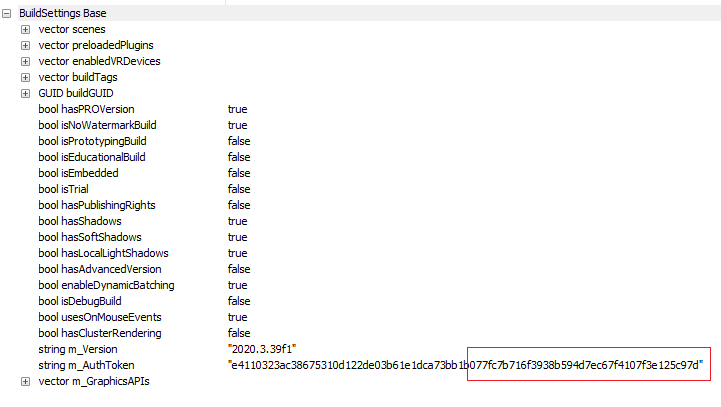 BuildSettings Base
vector scenes
vector preloadedPlugins
vector enabledVRDevices
vector buildTags
GUID buildGUID
bool hasPROVersion true
bool isNoWatermarkBuild true
bool isPrototypingBuild false
bool isEducationalBuild false
bool isEmbedded false
bool isTrial false
bool hasPublishingRights false
bool hasShadows true
bool hasSoftShadows true
bool hasLocalLightShadows true
bool hasAdvancedVersion false
bool enableDynamicBatching true
bool isDebugBuild false
bool usesOnMouseEvents true
bool hasClusterRendering false
string m_Version "2020.3.39f1"
string m_AuthToken "e4110323ac38675310d122de03b61e1dca73bb1b077fc7b716f3938b594d7ec67f4107f3e125c97d"
vector m_GraphicsAPIs